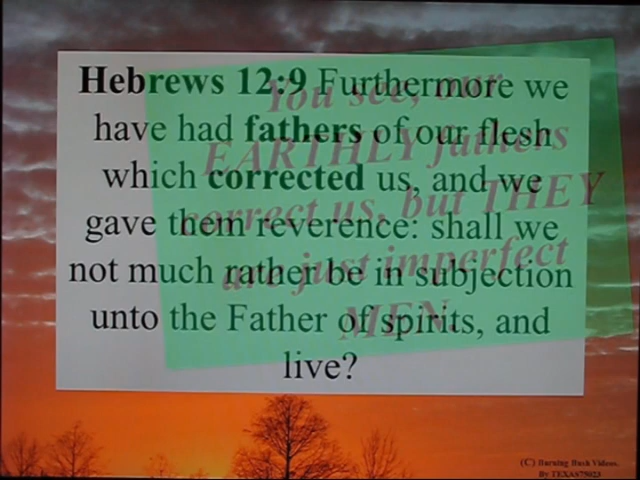 Hebrews 12:9 Furthermore we
have had fathers of our flesh
which corrected us, and we
gave them reverence: shall we
not much rather be in subjection
unto the Father of spirits, and
live?
You see, our
EARTHLY fathers
correct us, but THEY
are just imperfect
MEN.
(C) Burning Bush Videos.
By TEXAS75023